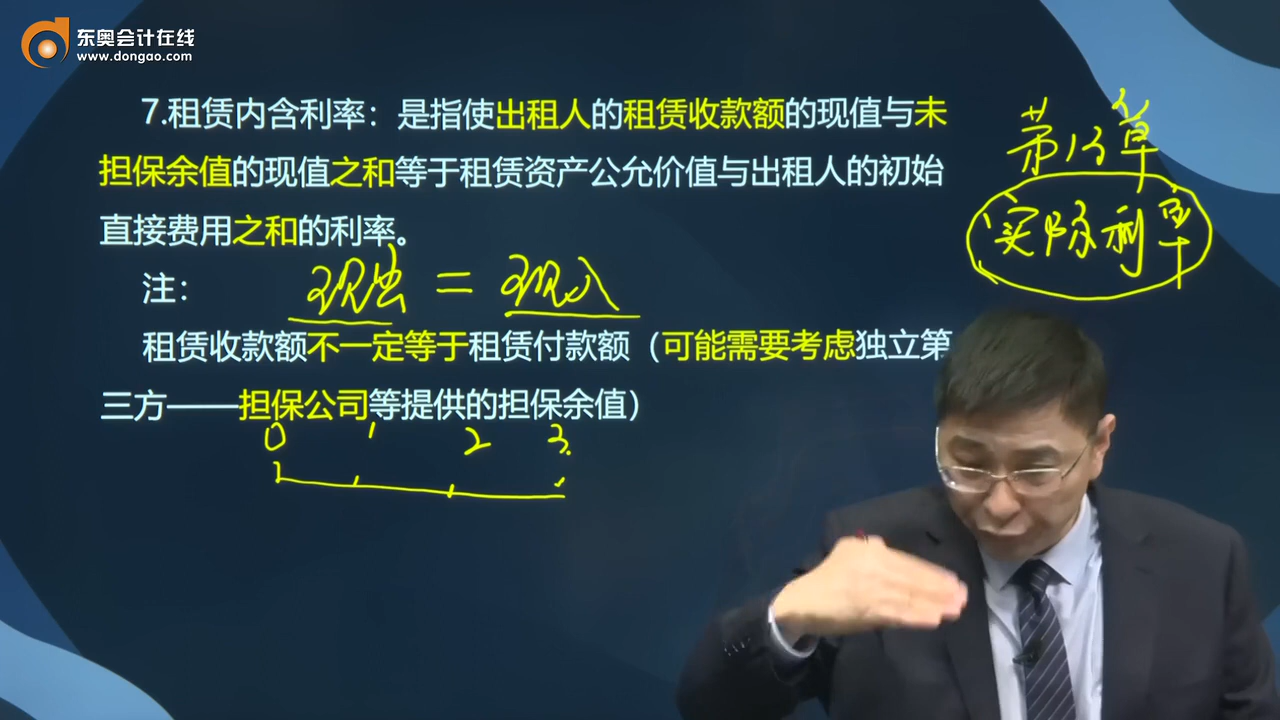 东奥会计在线
www.dongao.com
7.租赁内含利率：是指使出租人的租赁收款额的现值与未
担保余值的现值之和等于租赁资产公允价值与出租人的初始
直接费用之和的利率。
第13章
实际利率
注：
现出 = 现入
租赁收款额不一定等于租赁付款额（可能需要考虑独立第
三方——担保公司等提供的担保余值）
0 1 2 3